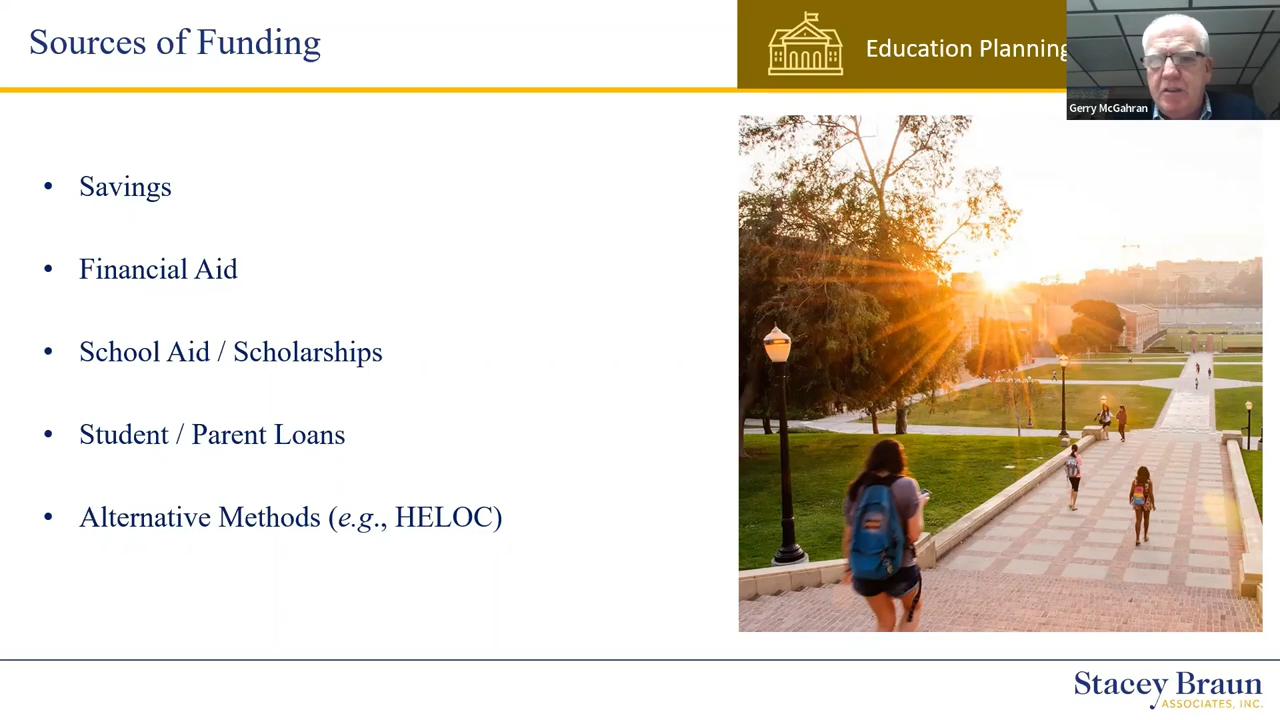 Sources of Funding
Education Planning
Gerry McGahran
• Savings
• Financial Aid
• School Aid / Scholarships
• Student / Parent Loans
• Alternative Methods (e.g., HELOC)
Stacey Braun
ASSOCIATES, INC.